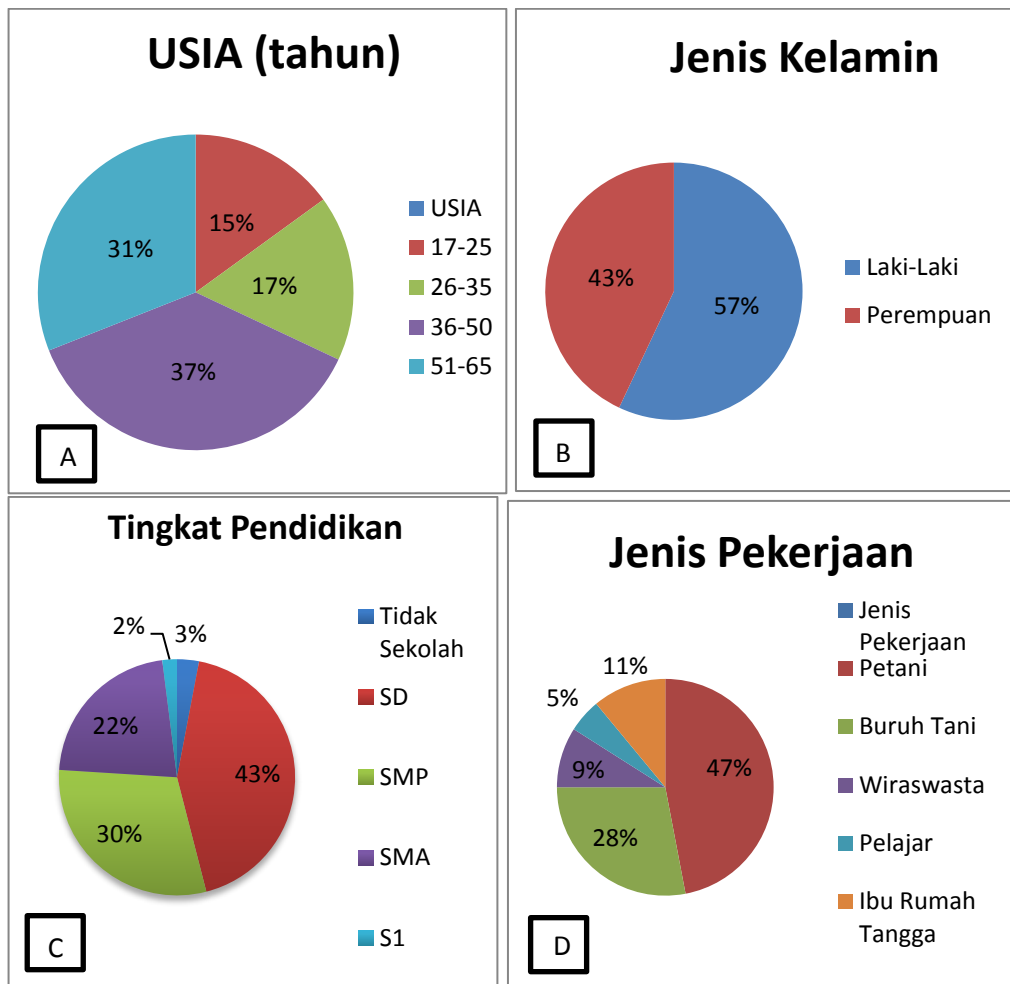 USIA (tahun)
15%
17%
37%
31%
USIA
17-25
26-35
36-50
51-65
A
Jenis Kelamin
43%
57%
Laki-Laki
Perempuan
B
Tingkat Pendidikan
2%
3%
22%
43%
30%
Tidak
Sekolah
SD
SMP
SMA
S1
C
Jenis Pekerjaan
11%
5%
9%
47%
28%
Jenis
Pekerjaan
Petani
Buruh Tani
Wiraswasta
Pelajar
Ibu Rumah
Tangga
D